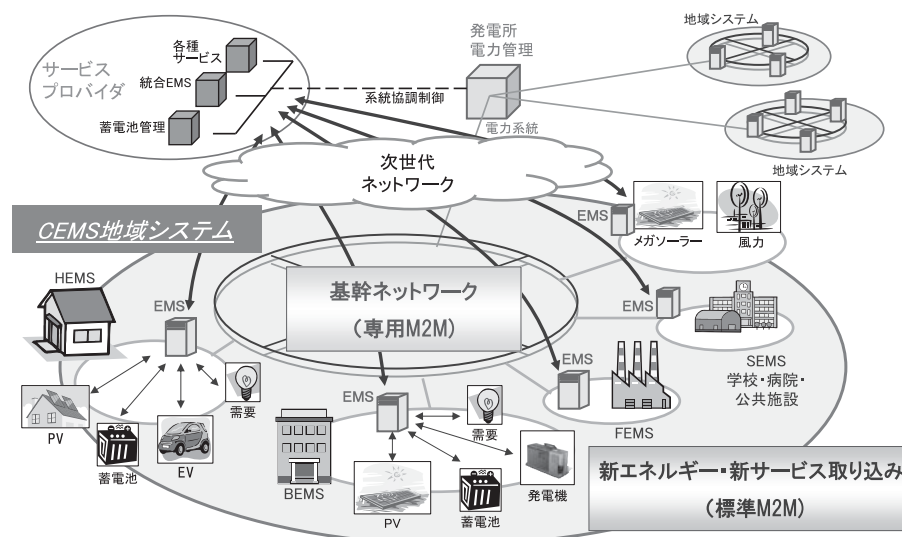 サービス
プロバイダ
各種
サービス
統合EMS
蓄電池管理
系統協調制御
発電所
電力管理
電力系統
地域システム
地域システム
次世代
ネットワーク
CEMS地域システム
基幹ネットワーク
（専用M2M）
HEMS
EMS
PV
蓄電池
EV
需要
BEMS
EMS
PV
蓄電池
発電機
需要
EMS
FEMS
EMS
SEMS
学校・病院・
公共施設
EMS
メガソーラー
風力
新エネルギー・新サービス取り込み
（標準M2M）